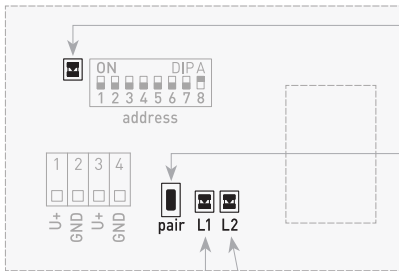 ON DIP A
1 2 3 4 5 6 7 8
address
1 2 3 4
U+ GND U+ GND
pair L1 L2